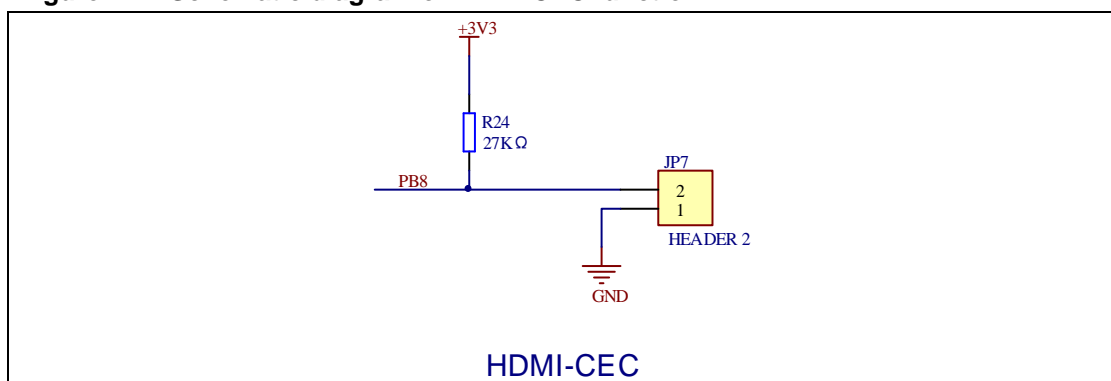 +3V3
R24
27KΩ
PB8
JP7
2
1
HEADER 2
GND
HDMI-CEC